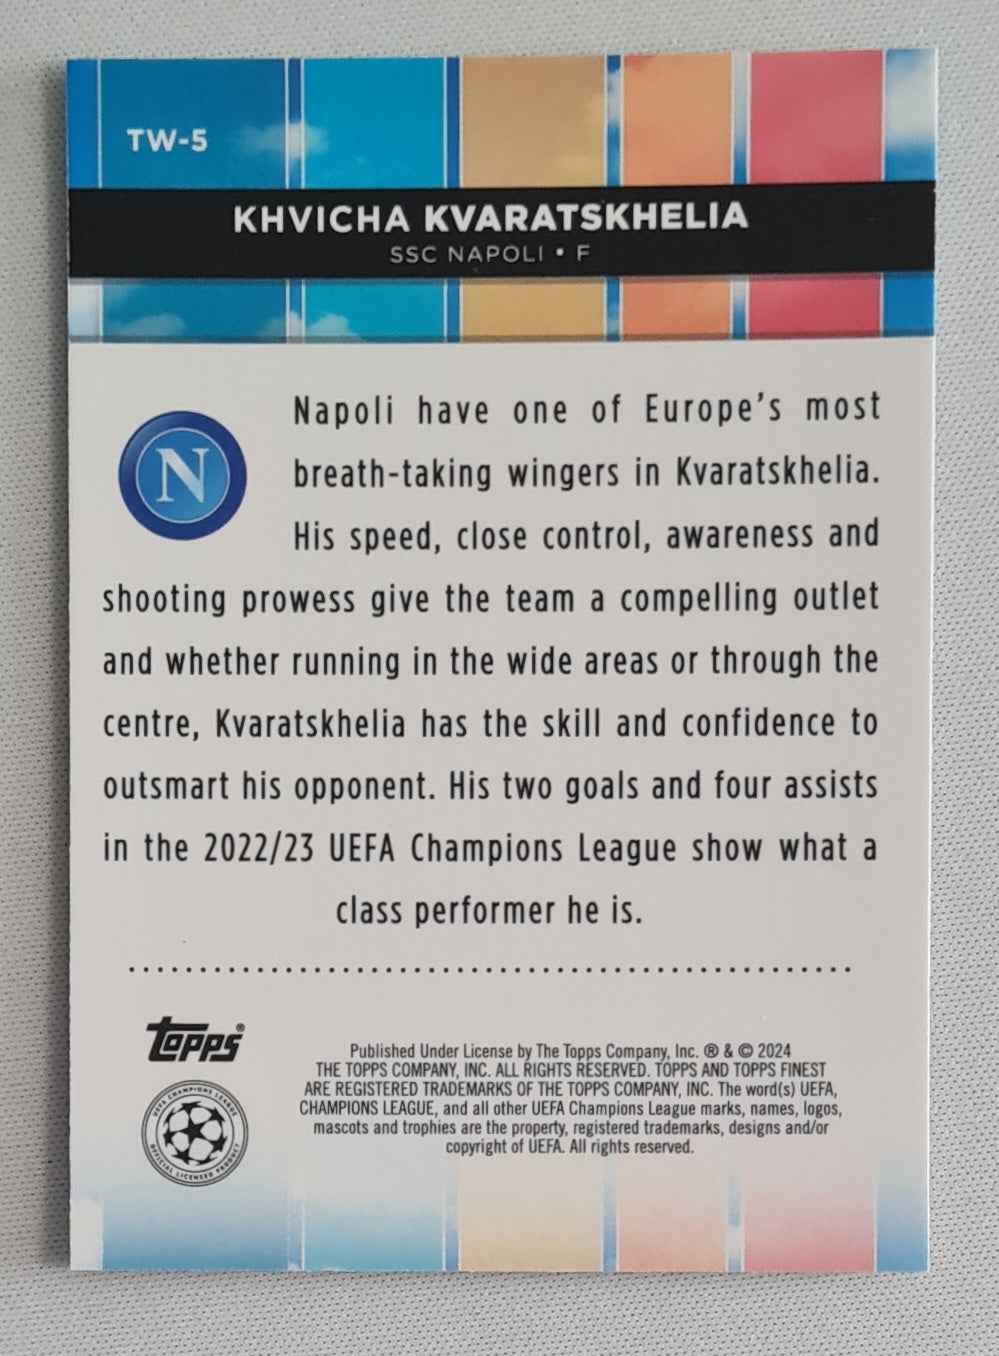 TW-5
KHVICHA KVARATSKHELIA
SSC NAPOLI • F
N
Napoli have one of Europe's most
breath-taking wingers in Kvaratskhelia.
His speed, close control, awareness and
shooting prowess give the team a compelling outlet
and whether running in the wide areas or through the
centre, Kvaratskhelia has the skill and confidence to
outsmart his opponent. His two goals and four assists
in the 2022/23 UEFA Champions League show what a
class performer he is.
Topps®
UEFA CHAMPIONS LEAGUE
OFFICIAL LICENSED PRODUCT
Published Under License by The Topps Company, Inc. ® & © 2024
THE TOPPS COMPANY, INC. ALL RIGHTS RESERVED. TOPPS AND TOPPS FINEST
ARE REGISTERED TRADEMARKS OF THE TOPPS COMPANY, INC. The word(s) UEFA,
CHAMPIONS LEAGUE, and all other UEFA Champions League marks, names, logos,
mascots and trophies are the property, registered trademarks, designs and/or
copyright of UEFA. All rights reserved.